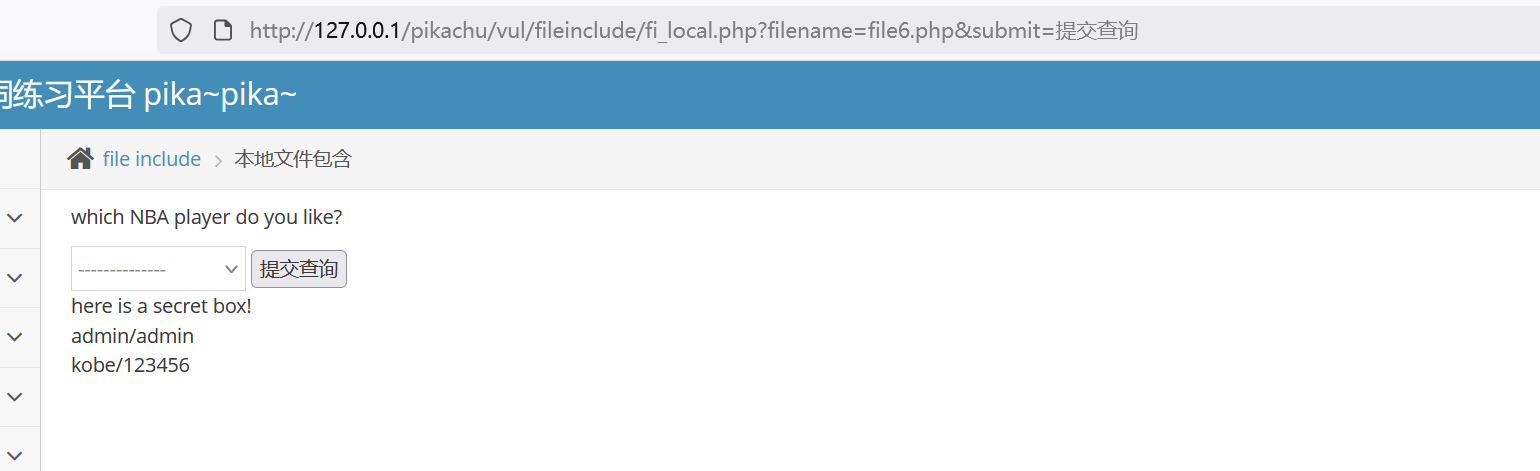 http://127.0.0.1/pikachu/vul/fileinclude/fi_local.php?filename=file6.php&submit=提交查询
练习平台 pika~pika~
file include > 本地文件包含
which NBA player do you like?
-------------- 提交查询
here is a secret box!
admin/admin
kobe/123456